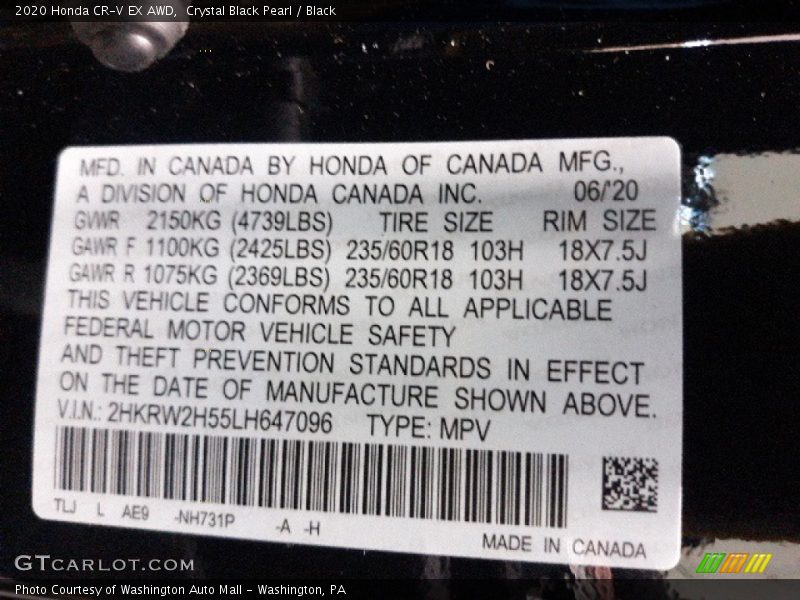 2020 Honda CR-V EX AWD,  Crystal Black Pearl / Black
MFD. IN CANADA BY HONDA OF CANADA MFG.,
A DIVISION OF HONDA CANADA INC. 06/'20
GVWR 2150KG (4739LBS) TIRE SIZE RIM SIZE
GAWR F 1100KG (2425LBS) 235/60R18 103H 18X7.5J
GAWR R 1075KG (2369LBS) 235/60R18 103H 18X7.5J
THIS VEHICLE CONFORMS TO ALL APPLICABLE
FEDERAL MOTOR VEHICLE SAFETY
AND THEFT PREVENTION STANDARDS IN EFFECT
ON THE DATE OF MANUFACTURE SHOWN ABOVE.
V.I.N.: 2HKRW2H55LH647096 TYPE: MPV
TLJ L AE9 -NH731P -A -H
MADE IN CANADA
GTCARLOT.COM
Photo Courtesy of Washington Auto Mall - Washington, PA